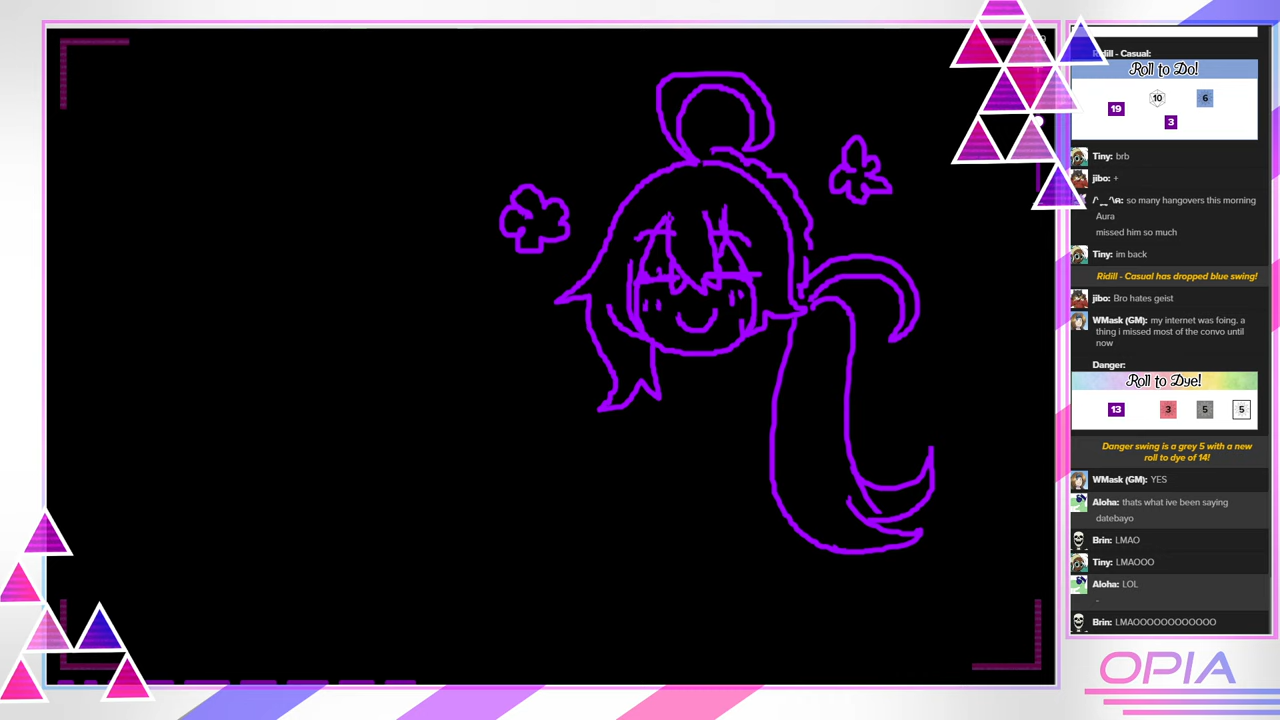 Ridill - Casual:
Roll to Do!
19
10
6
3
Tiny: brb
jibo: +
so many hangovers this morning
Aura
missed him so much
Tiny: im back
Ridill - Casual has dropped blue swing!
jibo: Bro hates geist
WMask (GM): my internet was foing. a
thing i missed most of the convo until
now
Danger:
Roll to Dye!
13
3
5
5
Danger swing is a grey 5 with a new
roll to dye of 14!
WMask (GM): YES
Aloha: thats what ive been saying
datebayo
Brin: LMAO
Tiny: LMAOOO
Aloha: LOL
-
Brin: LMAOOOOOOOOOOOO
OPIA